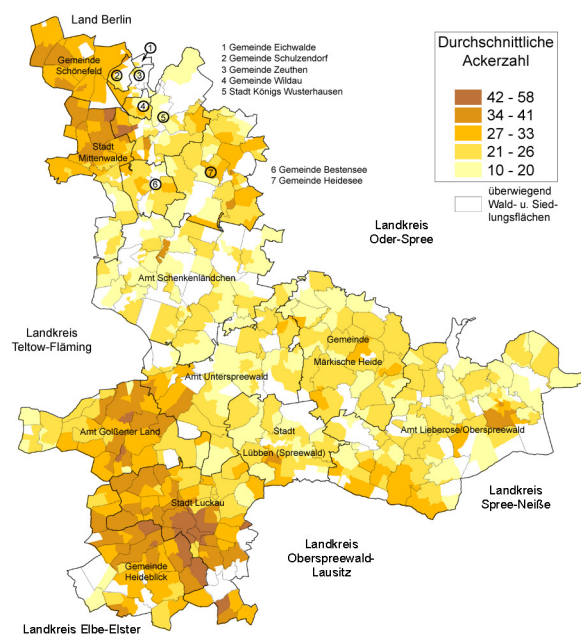 Land Berlin
1 Gemeinde Eichwalde
2 Gemeinde Schulzendorf
3 Gemeinde Zeuthen
4 Gemeinde Wildau
5 Stadt Königs Wusterhausen
Durchschnittliche
Ackerzahl
42 - 58
34 - 41
27 - 33
21 - 26
10 - 20
überwiegend
Wald- u. Sied-
lungsflächen
1
2
3
4
5
Gemeinde
Schönefeld
Stadt
Mittenwalde
6
7
6 Gemeinde Bestensee
7 Gemeinde Heidesee
Landkreis
Oder-Spree
Amt Schenkenländchen
Landkreis
Teltow-Fläming
Gemeinde
Märkische Heide
Amt Unterspreewald
Amt Golßener Land
Stadt
Lübben (Spreewald)
Amt Lieberose/Oberspreewald
Landkreis
Spree-Neiße
Stadt Luckau
Landkreis
Oberspreewald-
Lausitz
Gemeinde
Heideblick
Landkreis Elbe-Elster